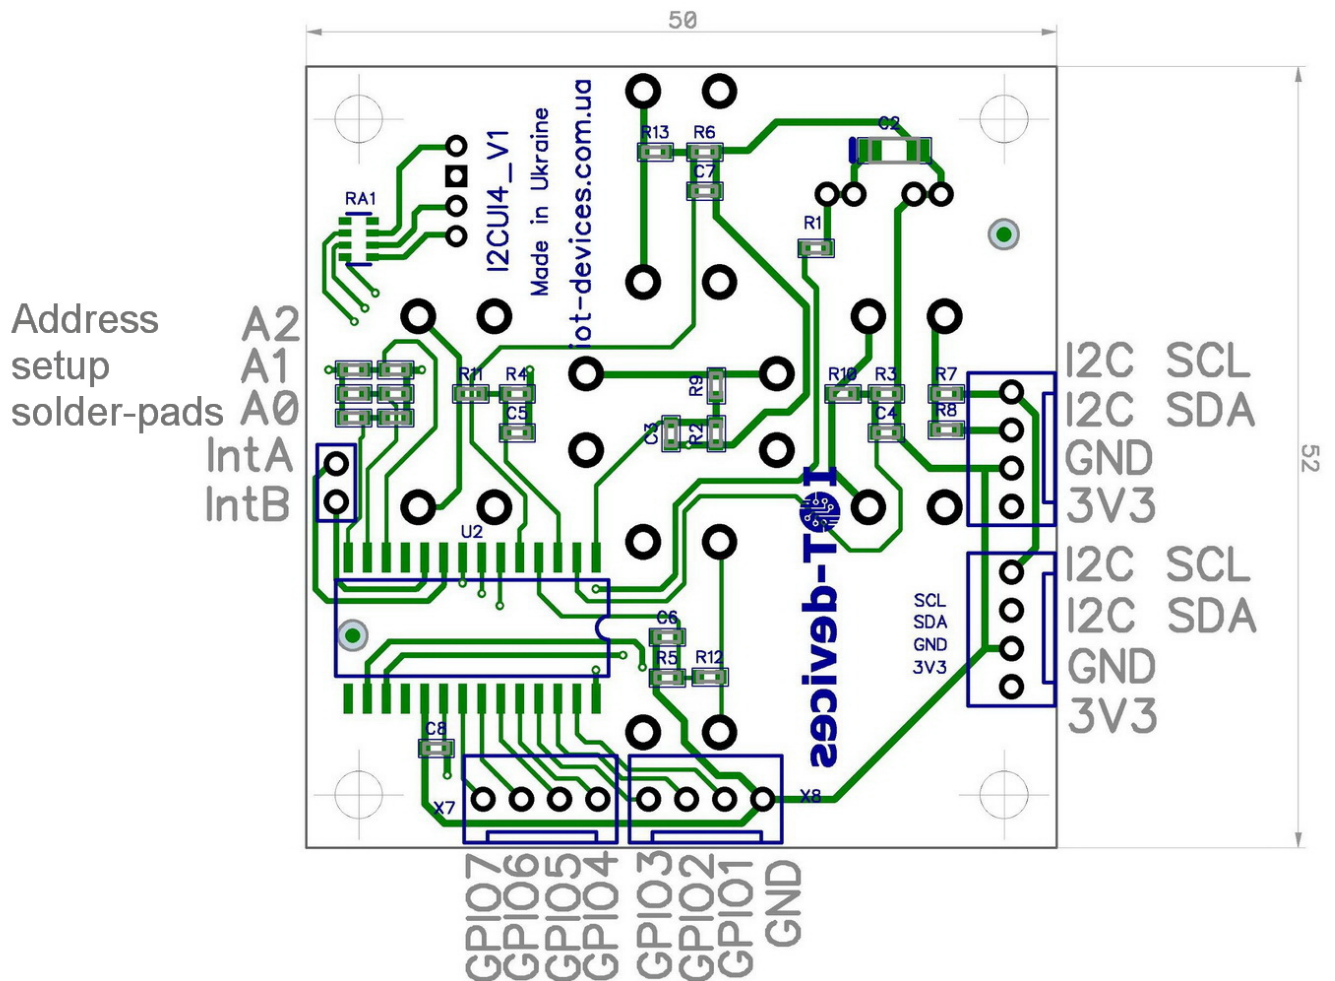 50
52
I2CUI4_V1
Made in Ukraine
iot-devices.com.ua
RA1
R13
R6
C7
C2
R1
Address
setup
solder-pads
A2
A1
A0
IntA
IntB
R11
R4
C5
R9
C3
R2
R10
R3
C4
R7
R8
I2C SCL
I2C SDA
GND
3V3
U2
IOT-devices
I2C SCL
I2C SDA
GND
3V3
SCL
SDA
GND
3V3
C6
R5
R12
C8
X7
X8
GPIO7
GPIO6
GPIO5
GPIO4
GPIO3
GPIO2
GPIO1
GND